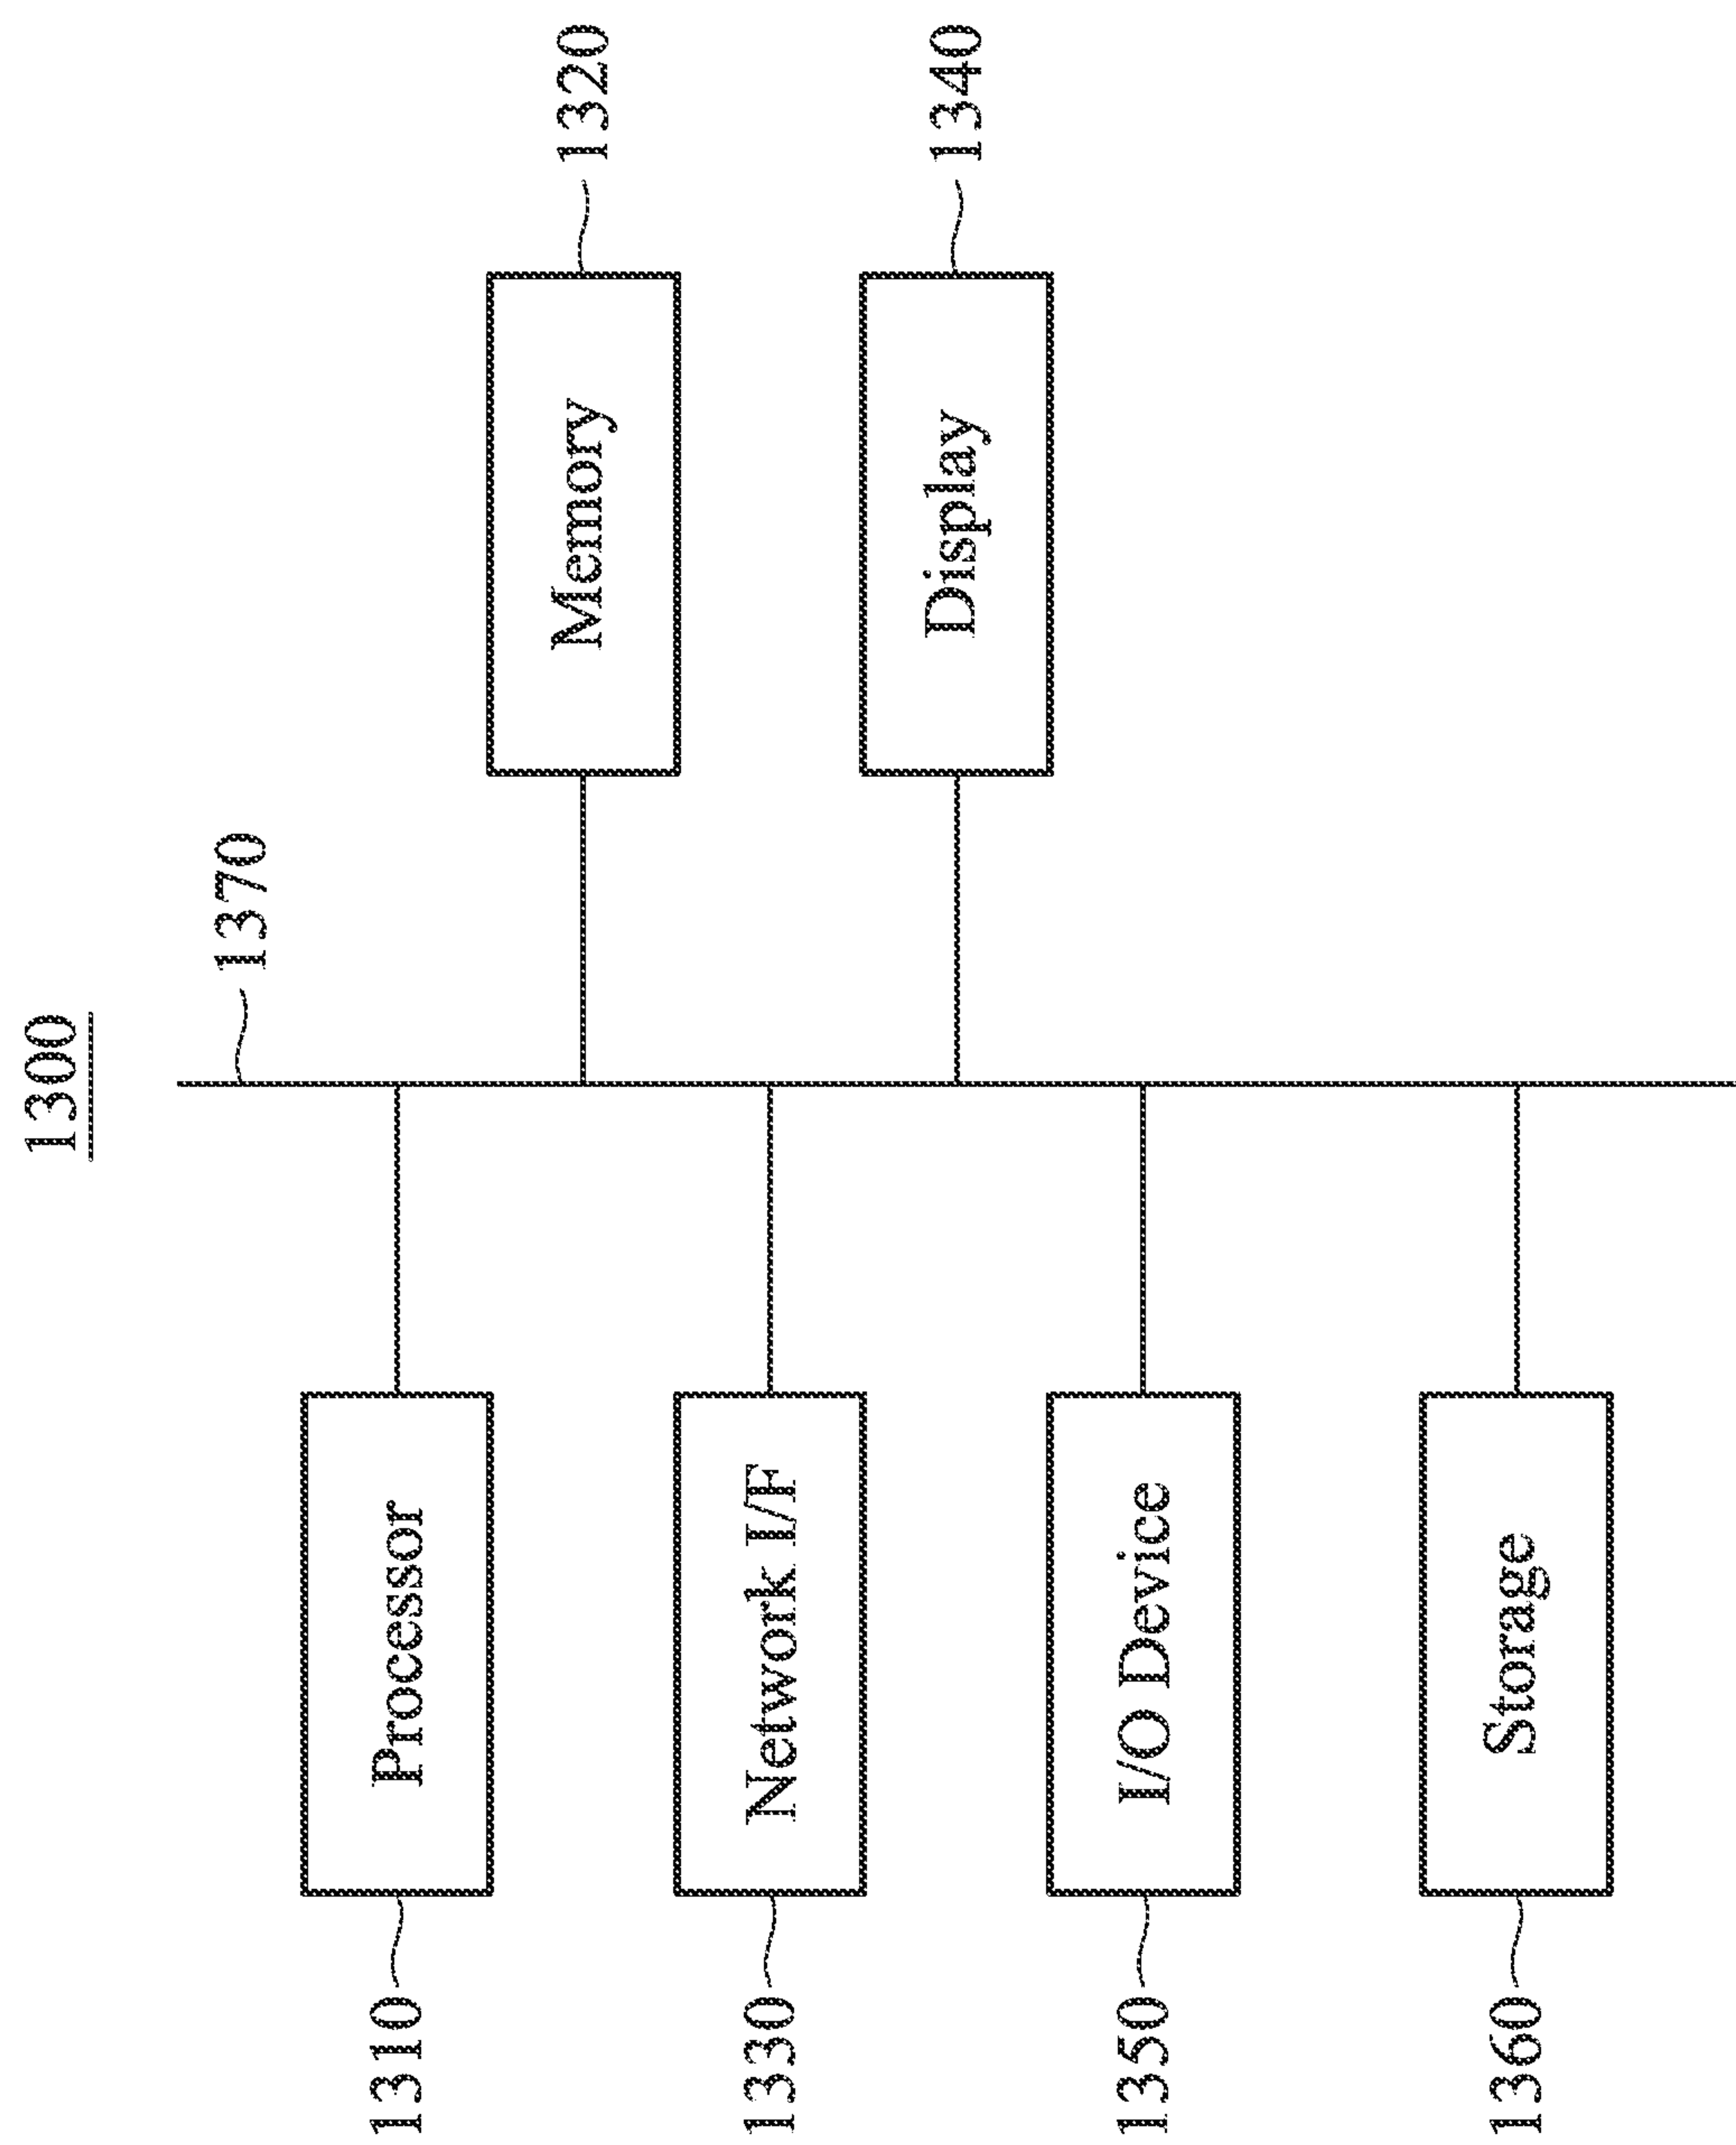 1300
1370
1310
Processor
Memory
1320
1330
Network I/F
Display
1340
1350
I/O Device
1360
Storage